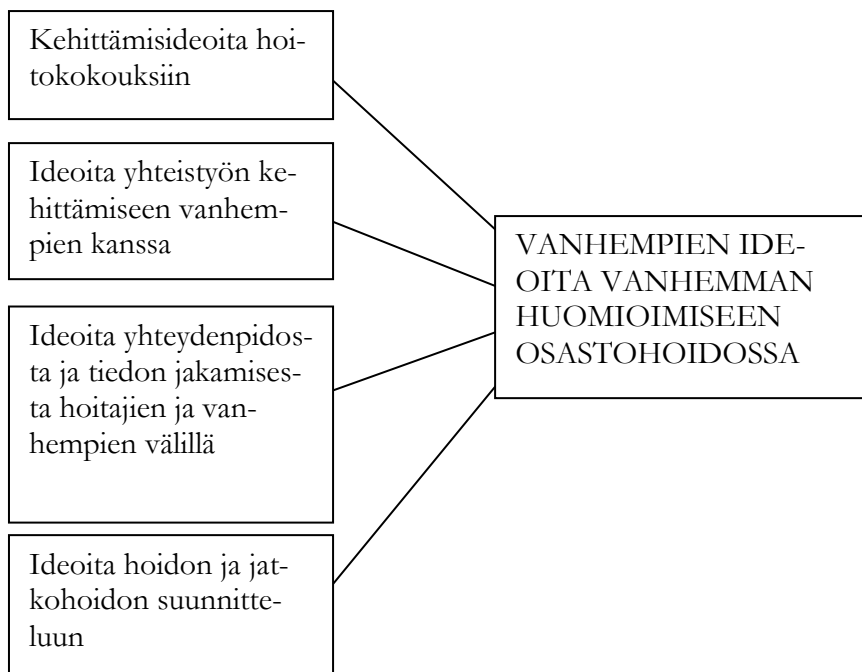 Kehittämisideoita hoi-
tokokouksiin
Ideoita yhteistyön ke-
hittämiseen vanhem-
pien kanssa
Ideoita yhteydenpidos-
ta ja tiedon jakamises-
ta hoitajien ja van-
hempien välillä
Ideoita hoidon ja jat-
kohoidon suunnitte-
luun
VANHEMPIEN IDE-
OITA VANHEMMAN
HUOMIOIMISEEN
OSASTOHOIDOSSA